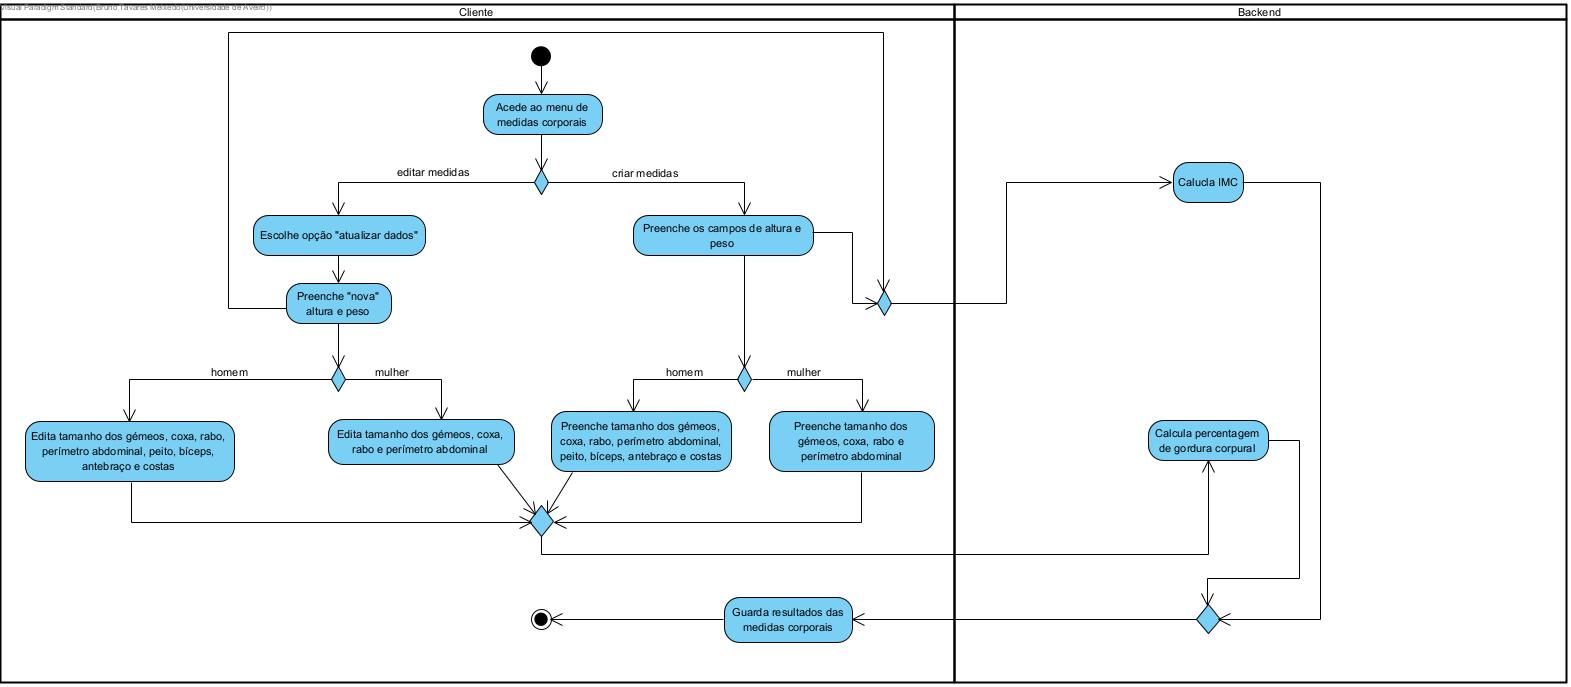 Visual Paradigm Standard(Bruno Tavares Meixedo(Universidade de Aveiro))
Cliente
Backend
Acede ao menu de
medidas corporais
editar medidas
criar medidas
Calucla IMC
Escolhe opção "atualizar dados"
Preenche os campos de altura e
peso
Preenche "nova"
altura e peso
homem
mulher
homem
mulher
Edita tamanho dos gémeos, coxa, rabo,
perímetro abdominal, peito, bíceps,
antebraço e costas
Edita tamanho dos gémeos, coxa,
rabo e perímetro abdominal
Preenche tamanho dos gémeos,
coxa, rabo, perímetro abdominal,
peito, bíceps, antebraço e costas
Preenche tamanho dos
gémeos, coxa, rabo e
perímetro abdominal
Calcula percentagem
de gordura corpural
Guarda resultados das
medidas corporais